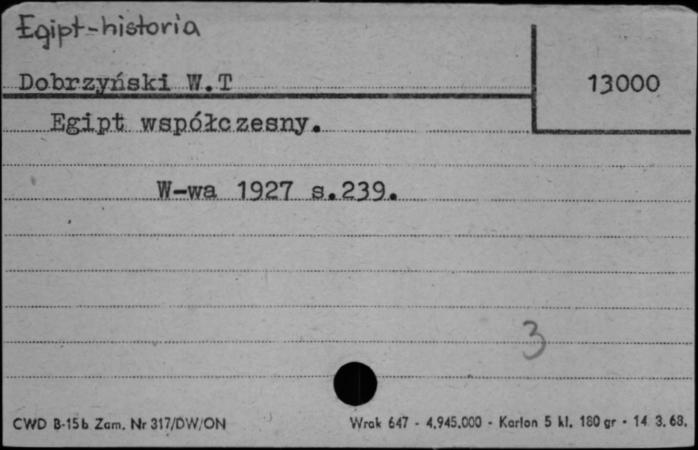 Egipt-historia
Dobrzyński W.T
13000
Egipt współczesny.
W-wa 1927 s.239.
3
CWD B-15b Zam. Nr 317/DW/ON
Wrak 647 - 4.945.000 - Karton 5 kl. 180 gr - 14 3.68.